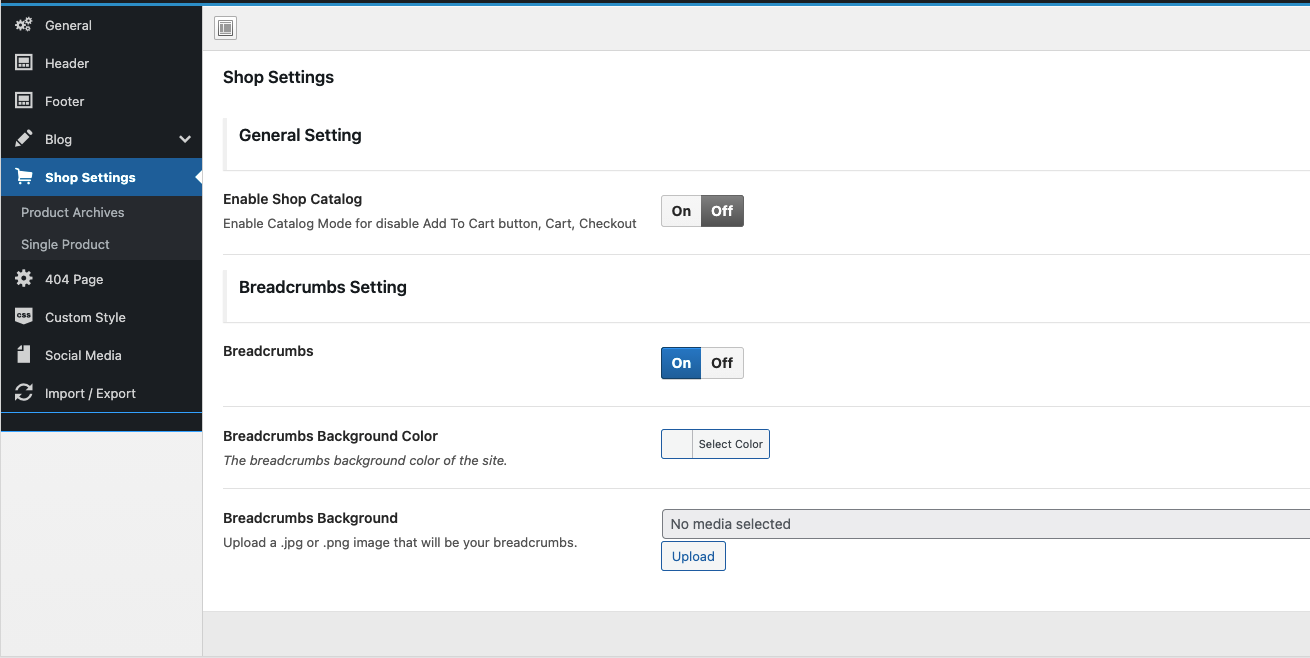 General
Header
Footer
Blog
Shop Settings
Product Archives
Single Product
404 Page
css
Custom Style
Social Media
Import / Export
Shop Settings
General Setting
Enable Shop Catalog
Enable Catalog Mode for disable Add To Cart button, Cart, Checkout
On Off
Breadcrumbs Setting
Breadcrumbs
On Off
Breadcrumbs Background Color
The breadcrumbs background color of the site.
Select Color
Breadcrumbs Background
Upload a .jpg or .png image that will be your breadcrumbs.
No media selected
Upload